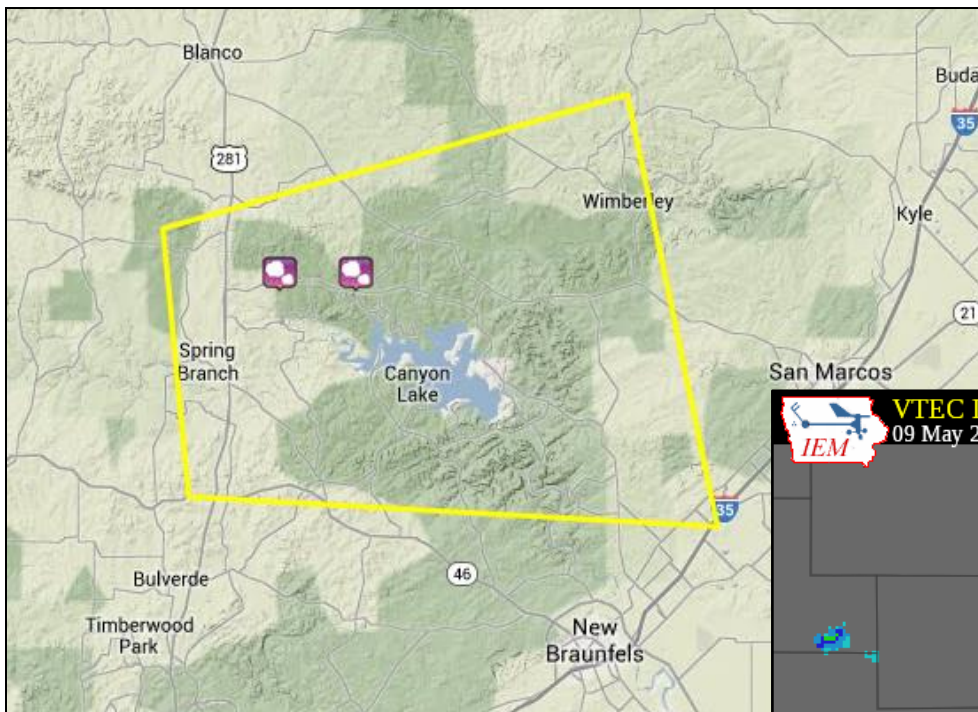 Blanco
Buda
35
281
Wimberley
Kyle
21
Spring
Branch
Canyon
Lake
San Marcos
VTEC
IEM
09 May 2
35
Bulverde
46
Timberwood
Park
New
Braunfels